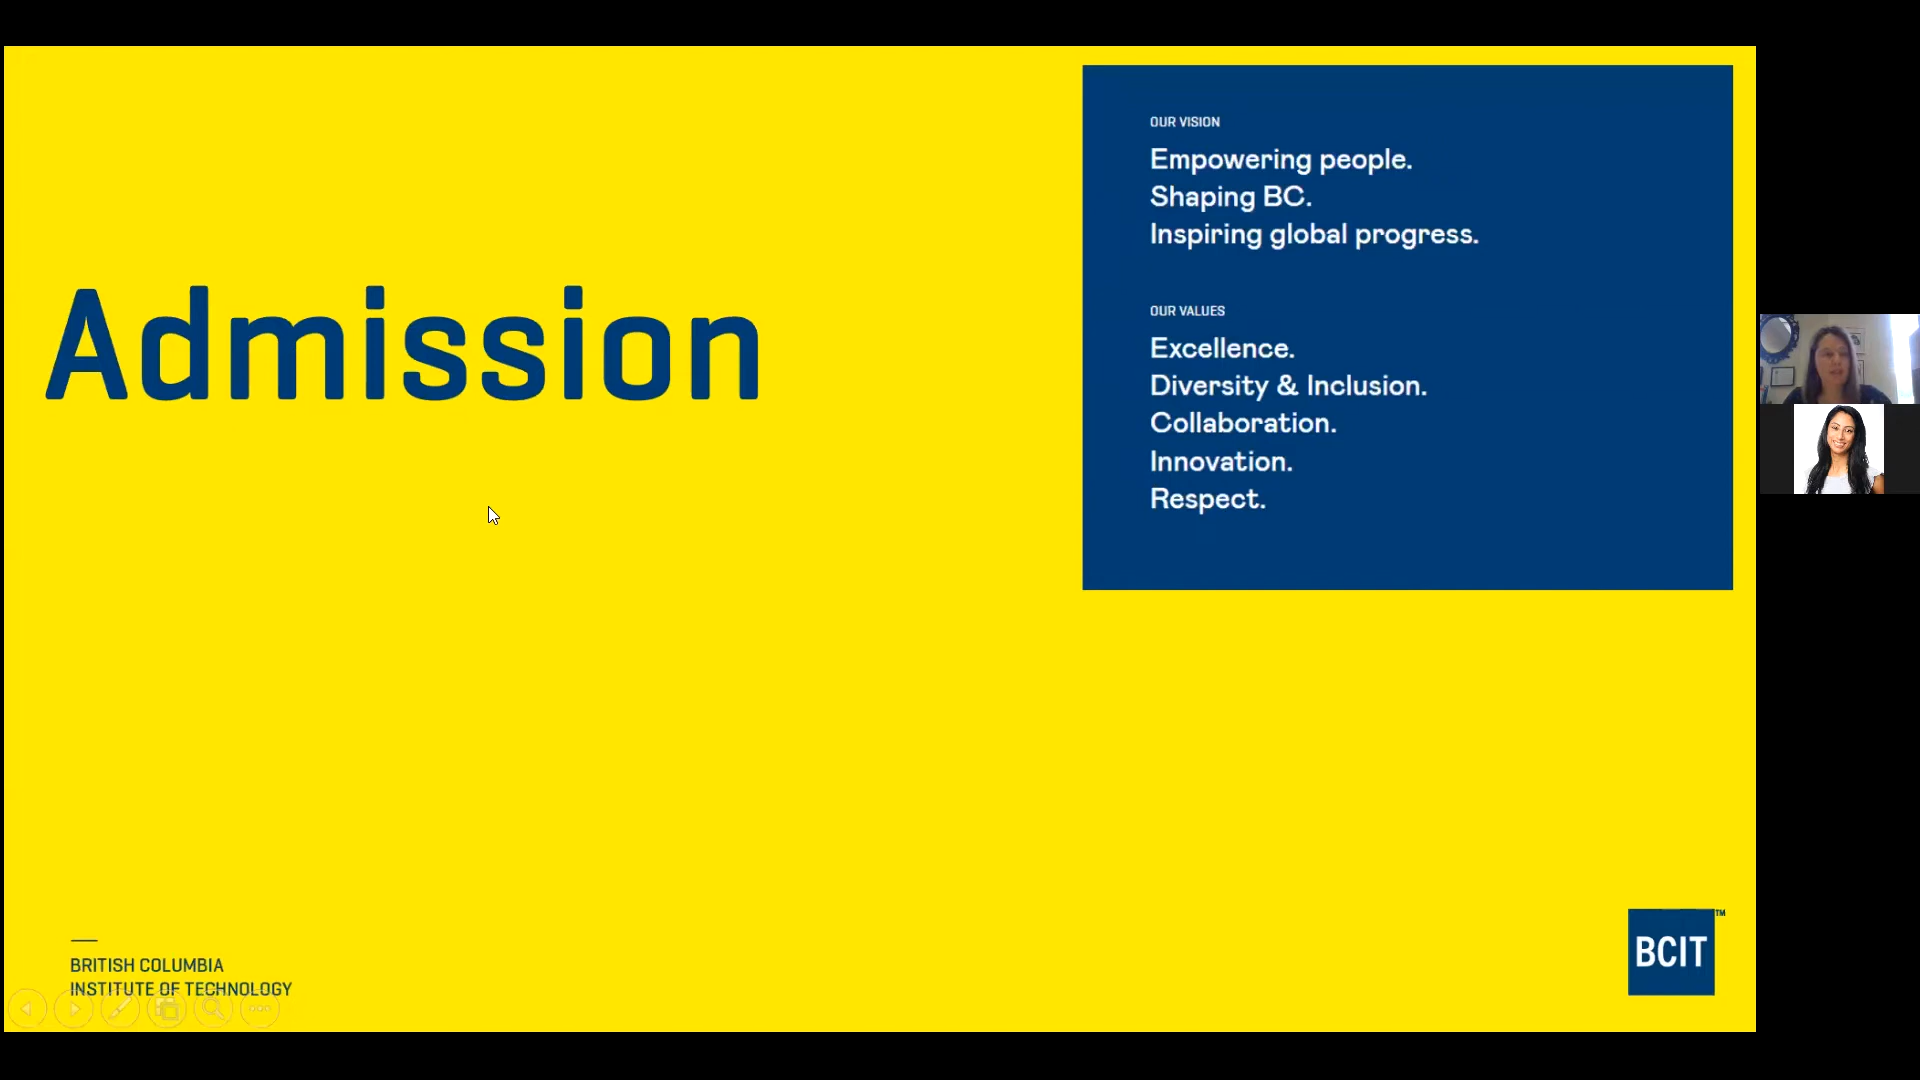 Admission
OUR VISION
Empowering people.
Shaping BC.
Inspiring global progress.
OUR VALUES
Excellence.
Diversity & Inclusion.
Collaboration.
Innovation.
Respect.
BRITISH COLUMBIA
INSTITUTE OF TECHNOLOGY
BCIT™